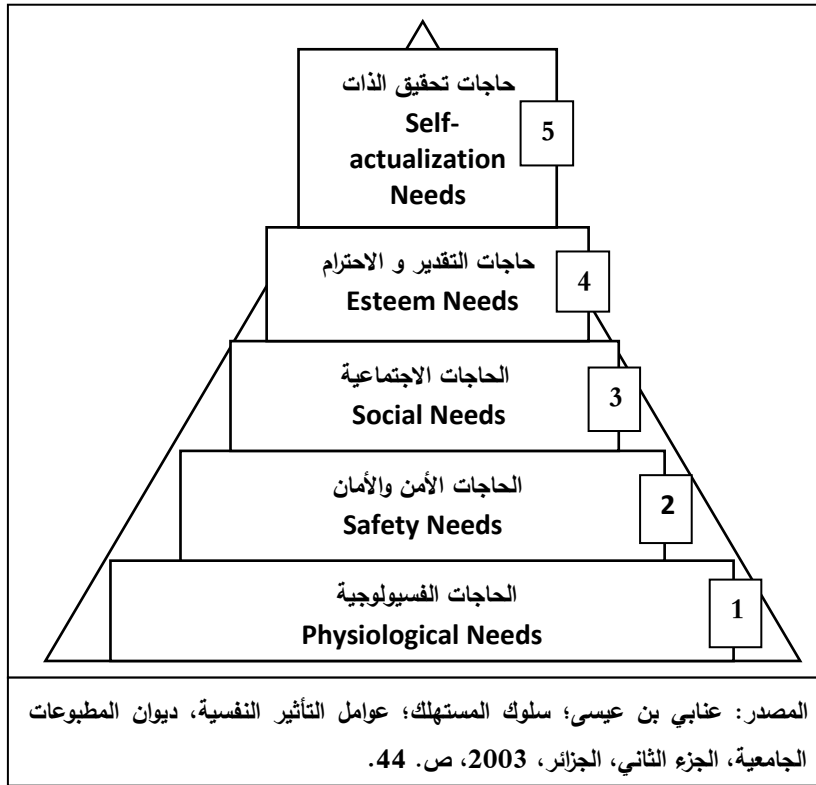 حاجات تحقيق الذات
Self-
actualization
Needs
5
حاجات التقدير و الاحترام
Esteem Needs
4
الحاجات الاجتماعية
Social Needs
3
الحاجات الأمن والأمان
Safety Needs
2
الحاجات الفسيولوجية
Physiological Needs
1
المصدر: عنابي بن عيسى؛ سلوك المستهلك؛ عوامل التأثير النفسية، ديوان المطبوعات
الجامعية، الجزء الثاني، الجزائر، 2003، ص. 44.